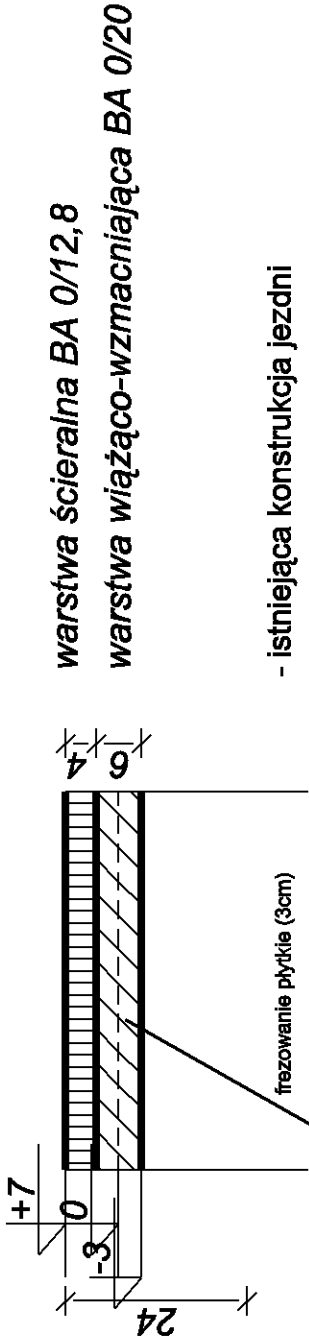 warstwa ścieralna BA 0/12,8
warstwa wiążąco-wzmacniająca BA 0/20
- istniejąca konstrukcja jezdni
4
6
frezowanie płytkie (3cm)
+7
0
-3
24